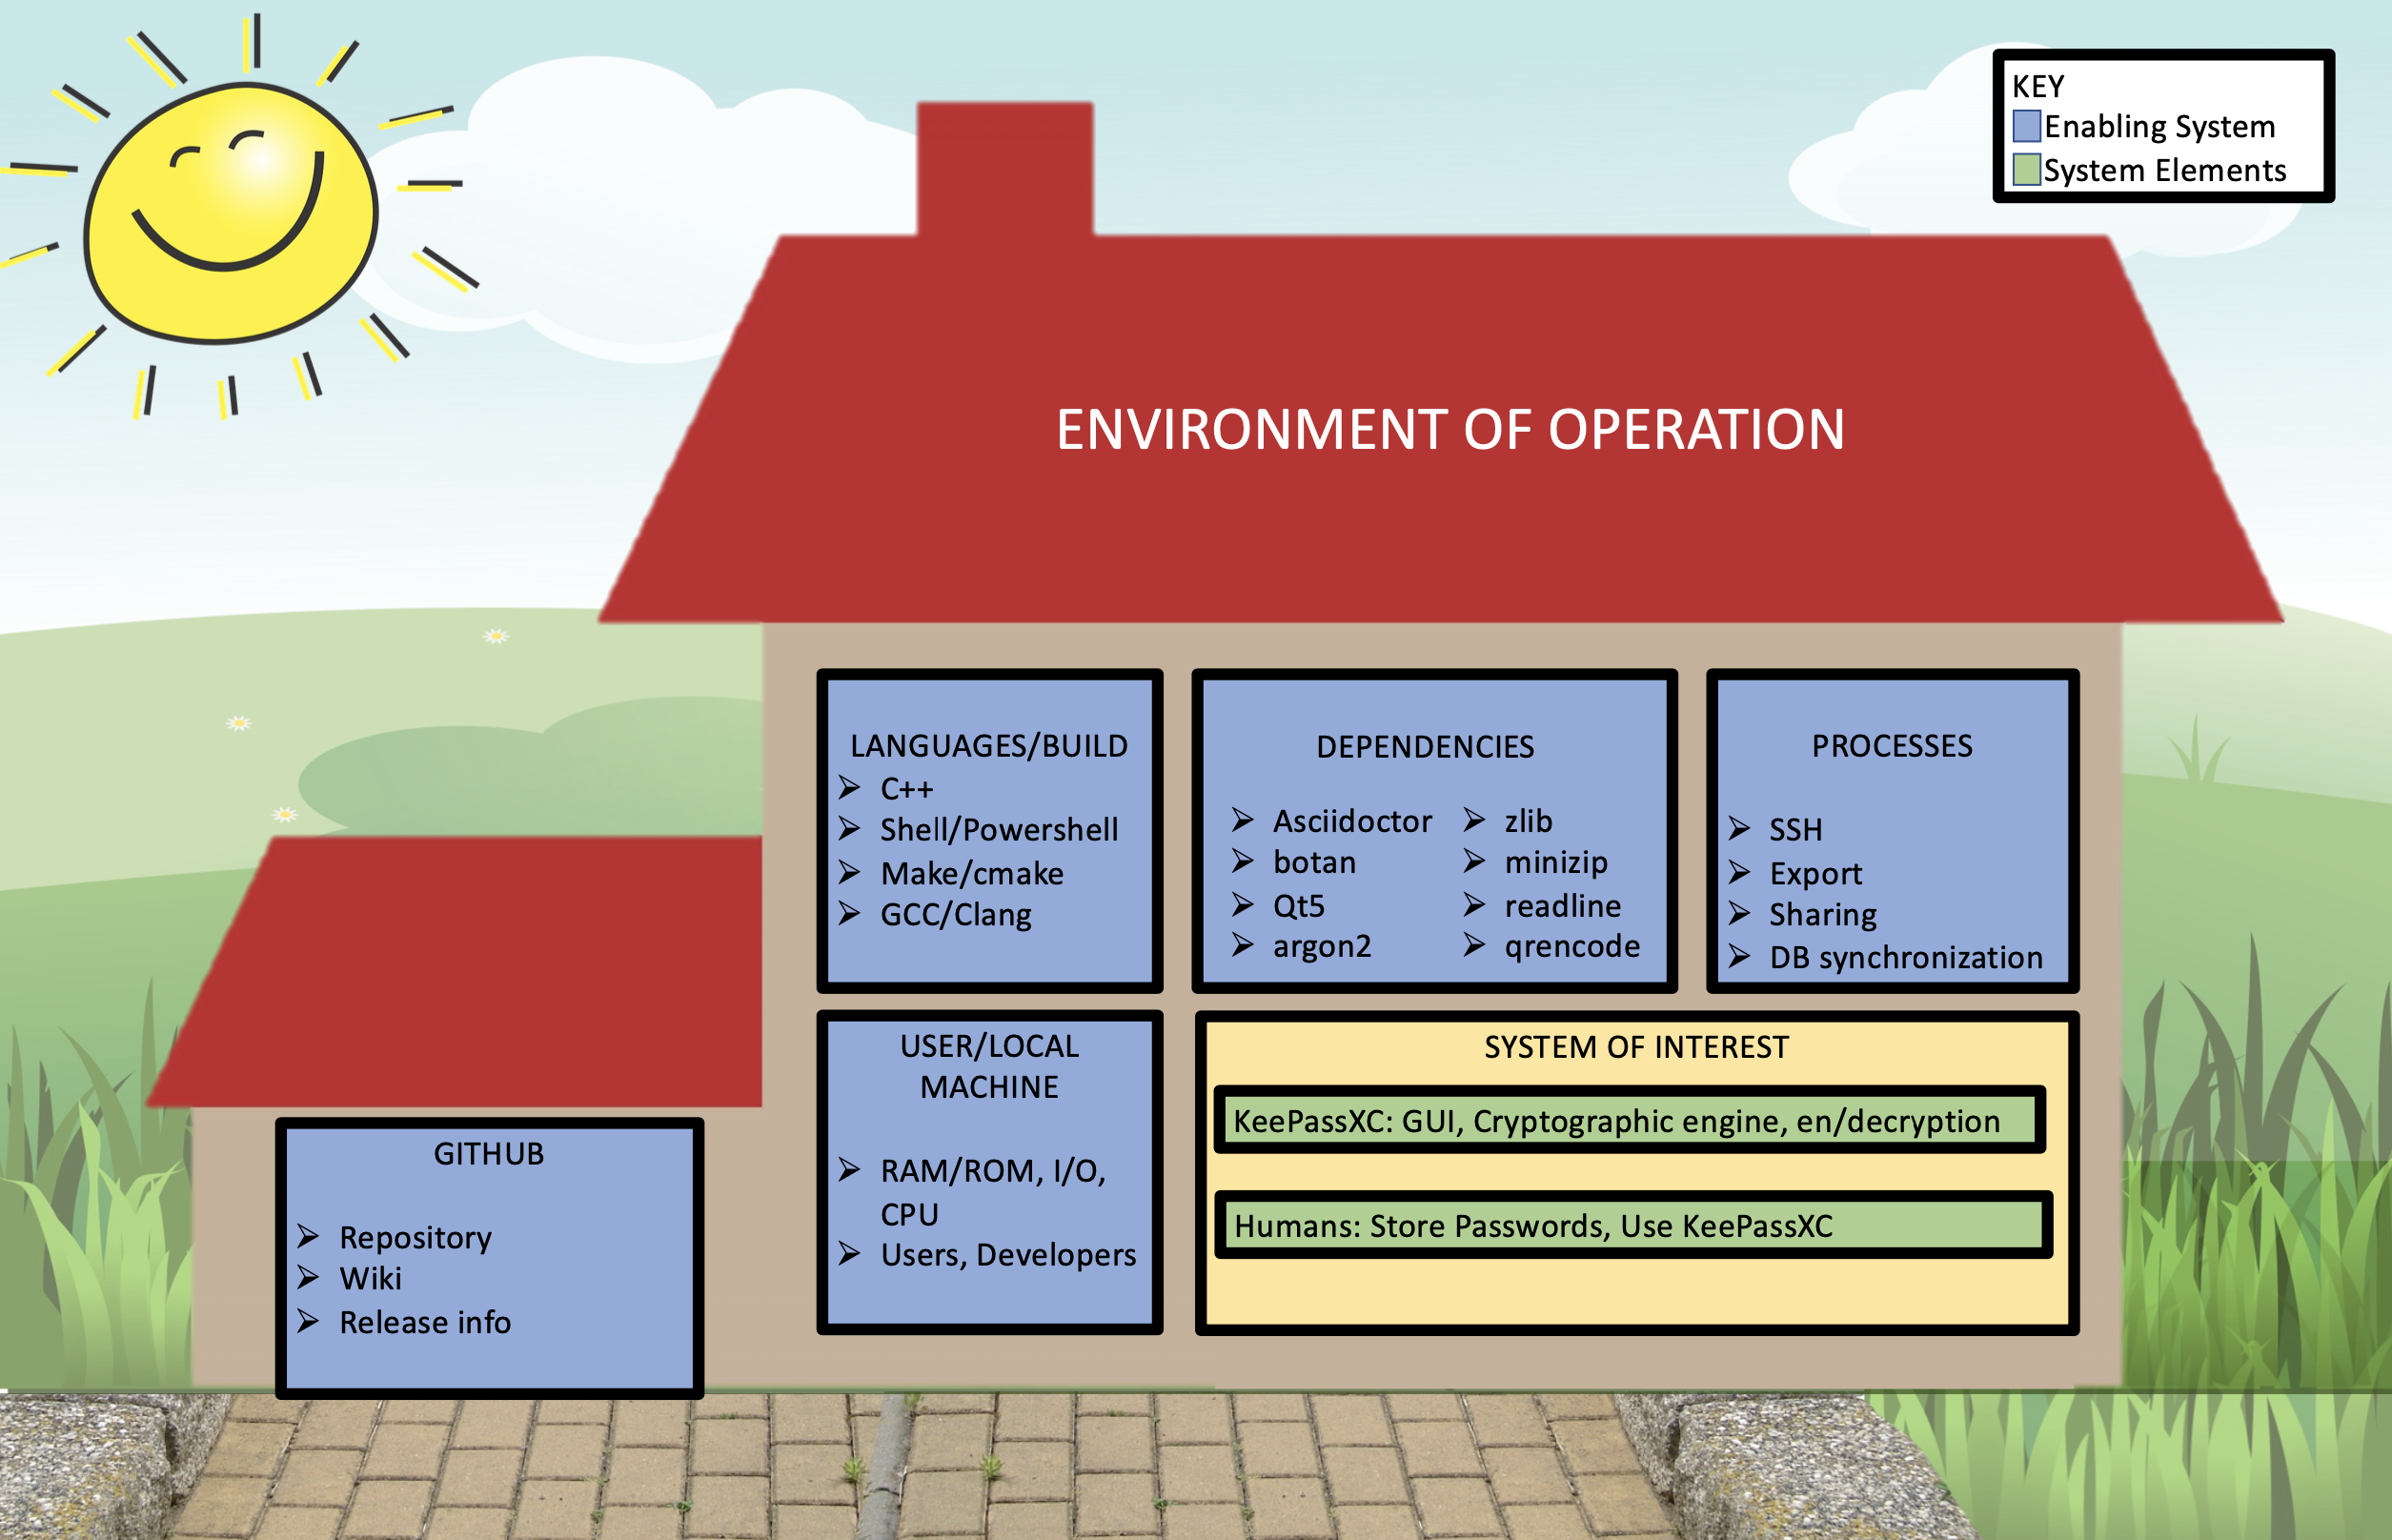 KEY
Enabling System
System Elements
ENVIRONMENT OF OPERATION
LANGUAGES/BUILD
C++
Shell/Powershell
Make/cmake
GCC/Clang
DEPENDENCIES
Asciidoctor
botan
Qt5
argon2
zlib
minizip
readline
qrencode
PROCESSES
SSH
Export
Sharing
DB synchronization
GITHUB
Repository
Wiki
Release info
USER/LOCAL
MACHINE
RAM/ROM, I/O,
CPU
Users, Developers
SYSTEM OF INTEREST
KeePassXC: GUI, Cryptographic engine, en/decryption
Humans: Store Passwords, Use KeePassXC